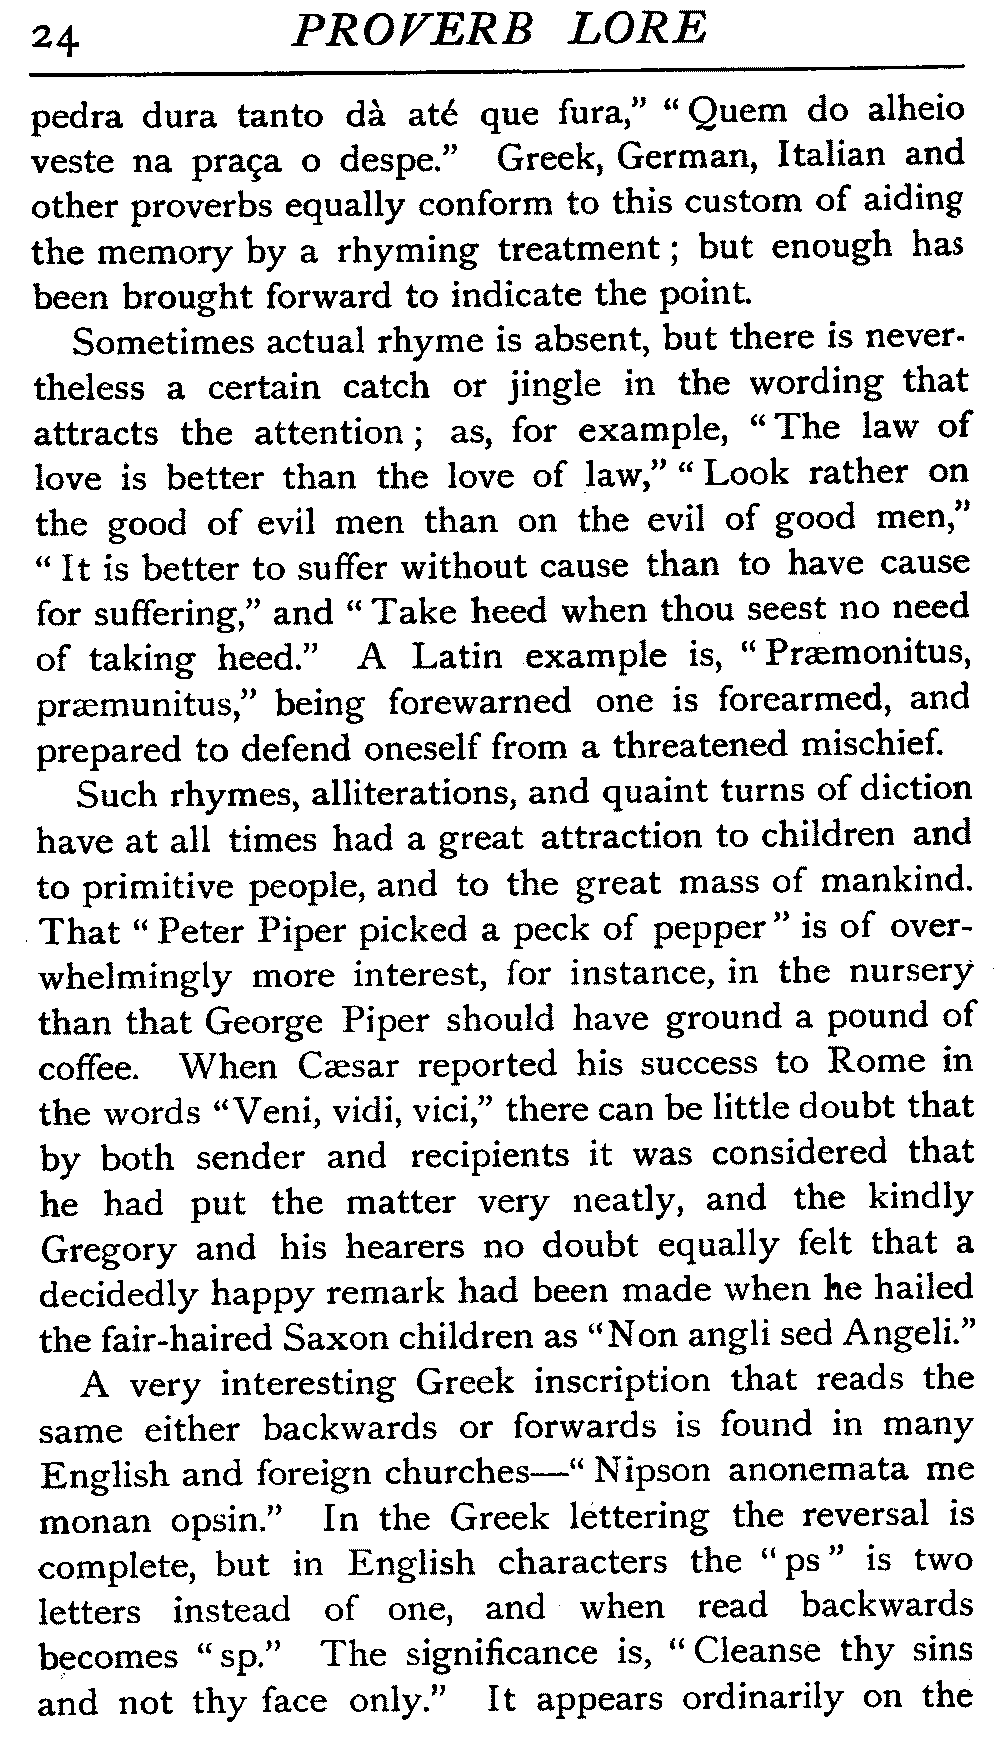 24 PROVERB LORE
pedra dura tanto dà até que fura,” “Quem do alheio
veste na praça o despe.” Greek, German, Italian and
other proverbs equally conform to this custom of aiding
the memory by a rhyming treatment; but enough has
been brought forward to indicate the point.
Sometimes actual rhyme is absent, but there is never-
theless a certain catch or jingle in the wording that
attracts the attention; as, for example, “The law of
love is better than the love of law,” “Look rather on
the good of evil men than on the evil of good men,”
“It is better to suffer without cause than to have cause
for suffering,” and “Take heed when thou seest no need
of taking heed.” A Latin example is, “Præmonitus,
præmunitus,” being forewarned one is forearmed, and
prepared to defend oneself from a threatened mischief.
Such rhymes, alliterations, and quaint turns of diction
have at all times had a great attraction to children and
to primitive people, and to the great mass of mankind.
That “Peter Piper picked a peck of pepper” is of over-
whelmingly more interest, for instance, in the nursery
than that George Piper should have ground a pound of
coffee. When Cæsar reported his success to Rome in
the words “Veni, vidi, vici,” there can be little doubt that
by both sender and recipients it was considered that
he had put the matter very neatly, and the kindly
Gregory and his hearers no doubt equally felt that a
decidedly happy remark had been made when he hailed
the fair-haired Saxon children as “Non angli sed Angeli.”
A very interesting Greek inscription that reads the
same either backwards or forwards is found in many
English and foreign churches—“Nipson anonemata me
monan opsin.” In the Greek lettering the reversal is
complete, but in English characters the “ps” is two
letters instead of one, and when read backwards
becomes “sp.” The significance is, “Cleanse thy sins
and not thy face only.” It appears ordinarily on the